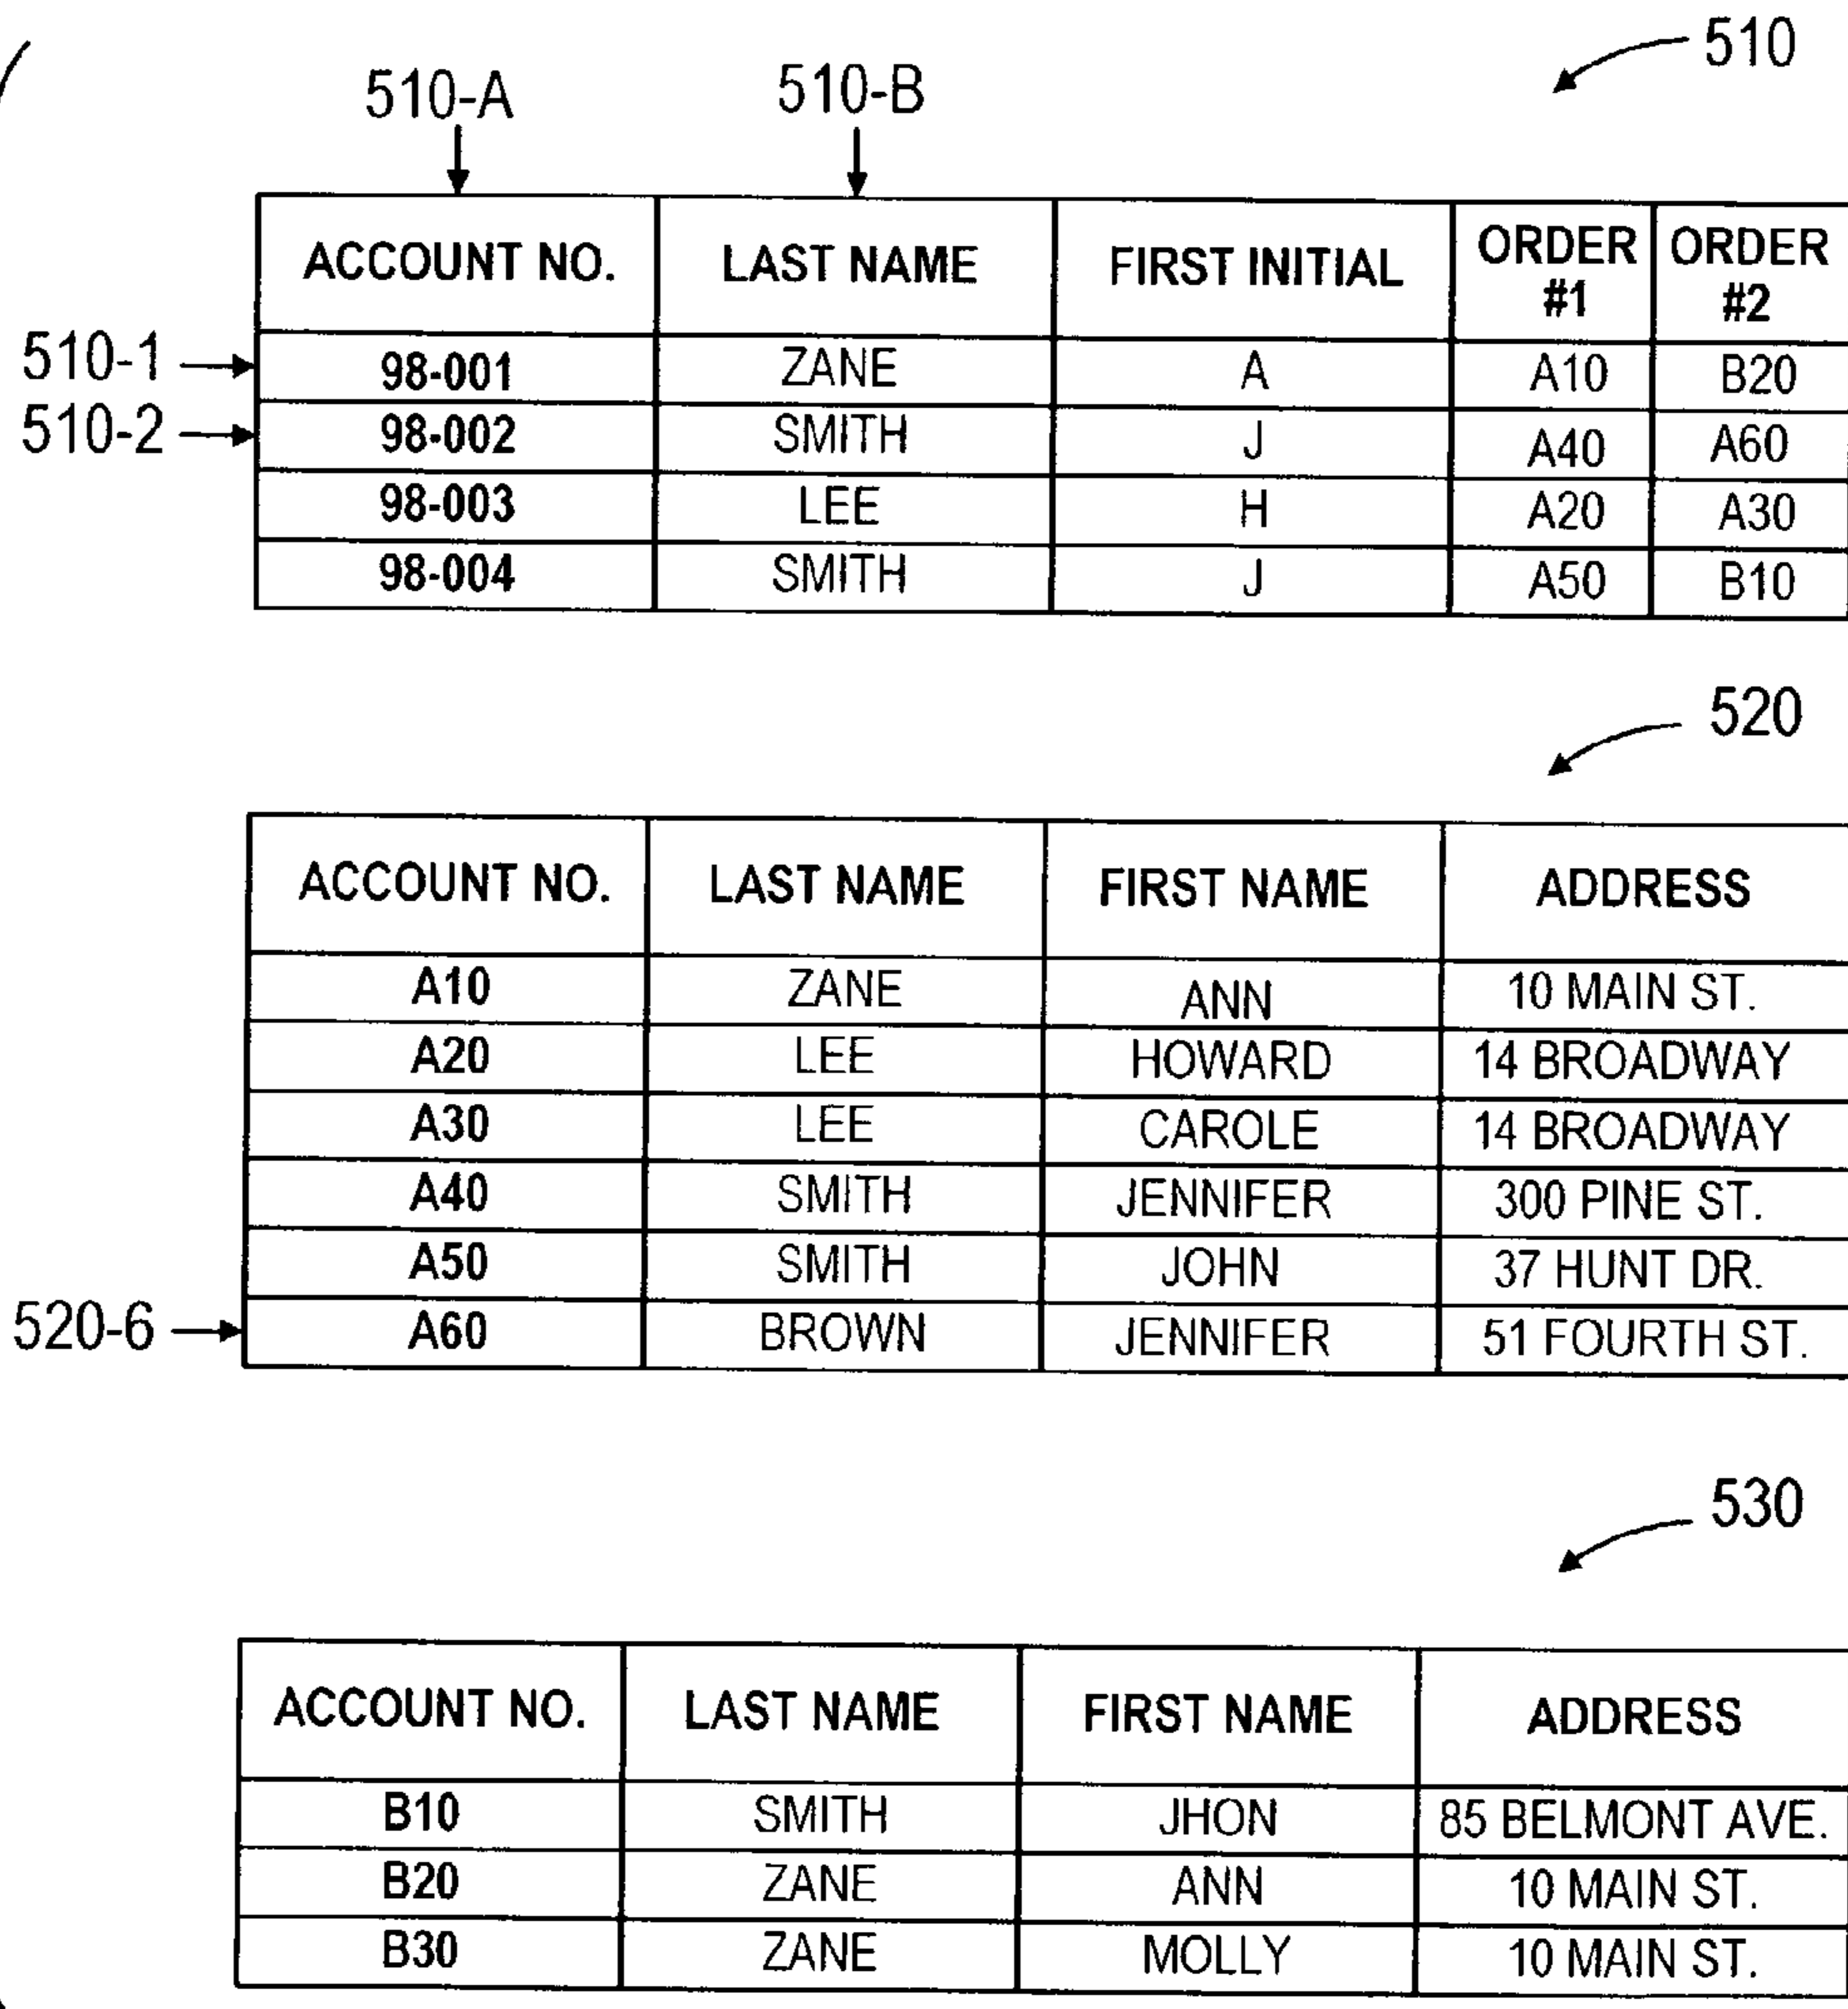 510
510-A 510-B
ACCOUNT NO. LAST NAME FIRST INITIAL ORDER #1 ORDER #2
510-1 98-001 ZANE A A10 B20
510-2 98-002 SMITH J A40 A60
98-003 LEE H A20 A30
98-004 SMITH J A50 B10
520
ACCOUNT NO. LAST NAME FIRST NAME ADDRESS
A10 ZANE ANN 10 MAIN ST.
A20 LEE HOWARD 14 BROADWAY
A30 LEE CAROLE 14 BROADWAY
A40 SMITH JENNIFER 300 PINE ST.
A50 SMITH JOHN 37 HUNT DR.
520-6 A60 BROWN JENNIFER 51 FOURTH ST.
530
ACCOUNT NO. LAST NAME FIRST NAME ADDRESS
B10 SMITH JHON 85 BELMONT AVE.
B20 ZANE ANN 10 MAIN ST.
B30 ZANE MOLLY 10 MAIN ST.